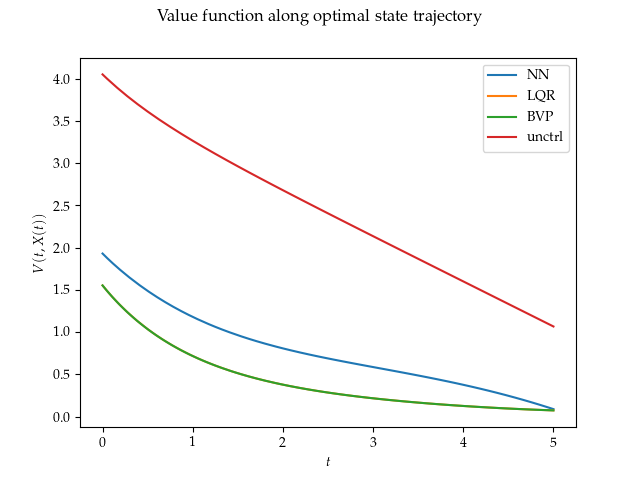 Value function along optimal state trajectory
NN
LQR
BVP
unctrl
4.0
3.5
3.0
2.5
2.0
1.5
1.0
0.5
0.0
V(t, X(t))
0 1 2 3 4 5
t